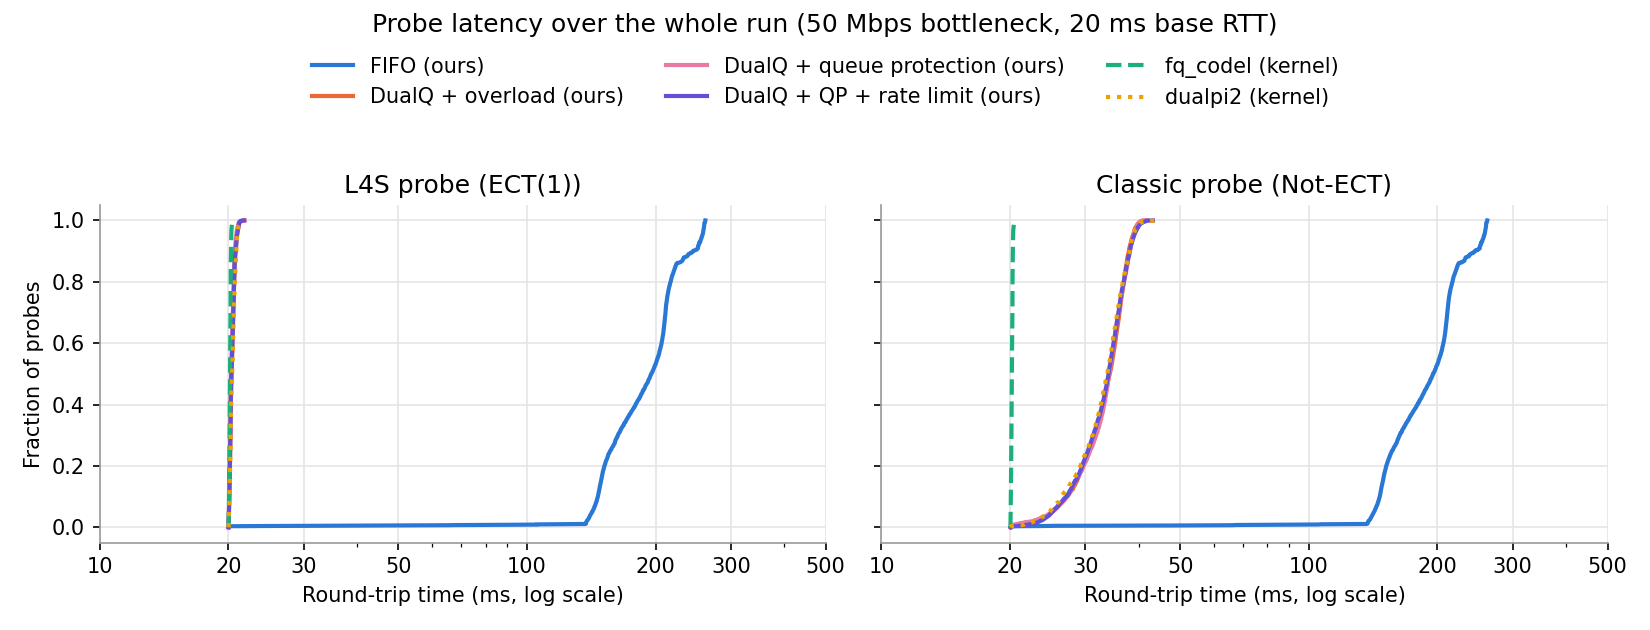 Probe latency over the whole run (50 Mbps bottleneck, 20 ms base RTT)
FIFO (ours)
DualQ + overload (ours)
DualQ + queue protection (ours)
DualQ + QP + rate limit (ours)
fq_codel (kernel)
dualpi2 (kernel)
L4S probe (ECT(1))
Fraction of probes
1.0
0.8
0.6
0.4
0.2
0.0
10 20 30 50 100 200 300 500
Round-trip time (ms, log scale)
Classic probe (Not-ECT)
10 20 30 50 100 200 300 500
Round-trip time (ms, log scale)